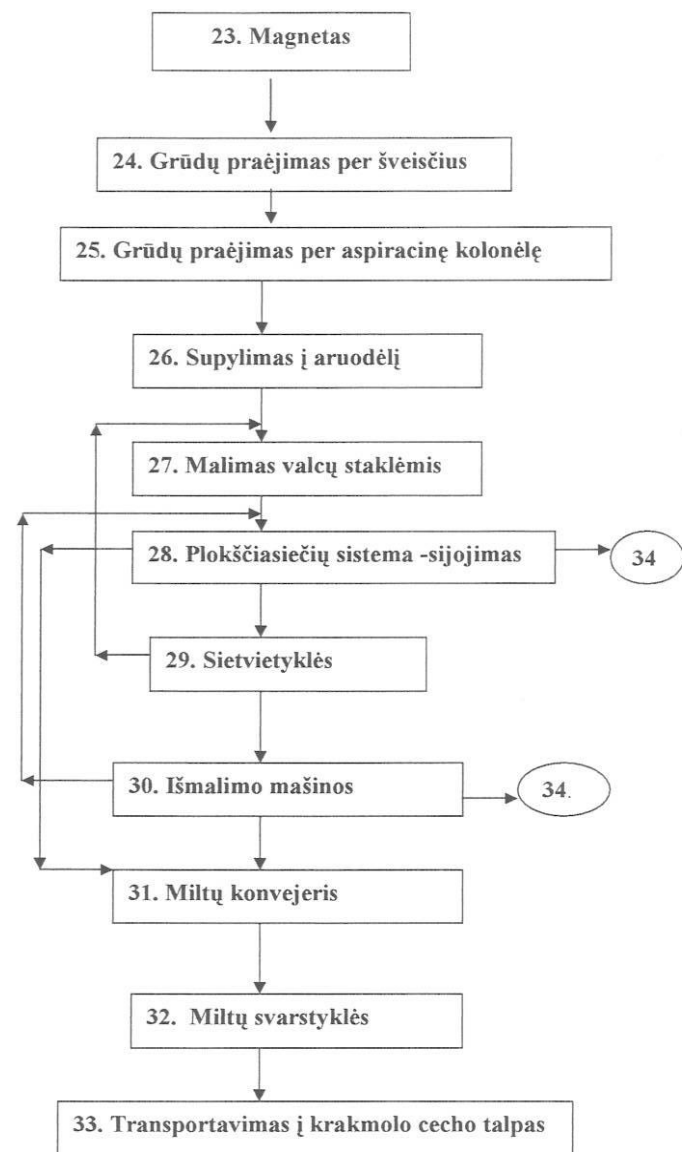 23. Magnetas
24. Grūdų praėjimas per šveisčius
25. Grūdų praėjimas per aspiracinę kolonėlę
26. Supylimas į aruodėlį
27. Malimas valcų staklėmis
28. Plokščiasiečių sistema -sijojimas
34
29. Sietvietyklės
30. Išmalimo mašinos
34.
31. Miltų konvejeris
32. Miltų svarstyklės
33. Transportavimas į krakmolo cecho talpas